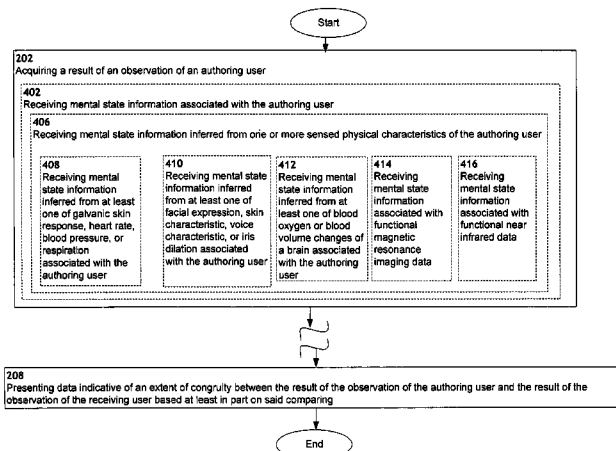 Start
202
Acquiring a result of an observation of an authoring user
402
Receiving mental state information associated with the authoring user
406
Receiving mental state information inferred from one or more sensed physical characteristics of the authoring user
408
Receiving mental
state information
inferred from at least
one of galvanic skin
response, heart rate,
blood pressure, or
respiration
associated with the
authoring user
410
Receiving mental
state information
inferred from at least one of
facial expression, skin
characteristic, voice
characteristic, or iris
dilation associated
with the authoring user
412
Receiving mental
state information
inferred from at
least one of blood
oxygen or blood
volume changes of
a brain associated
with the authoring
user
414
Receiving
mental state
information
associated with
functional
magnetic
resonance
imaging data
416
Receiving
mental state
information
associated with
functional near
infrared data
208
Presenting data indicative of an extent of congruity between the result of the observation of the authoring user and the result of the
observation of the receiving user based at least in part on said comparing
End